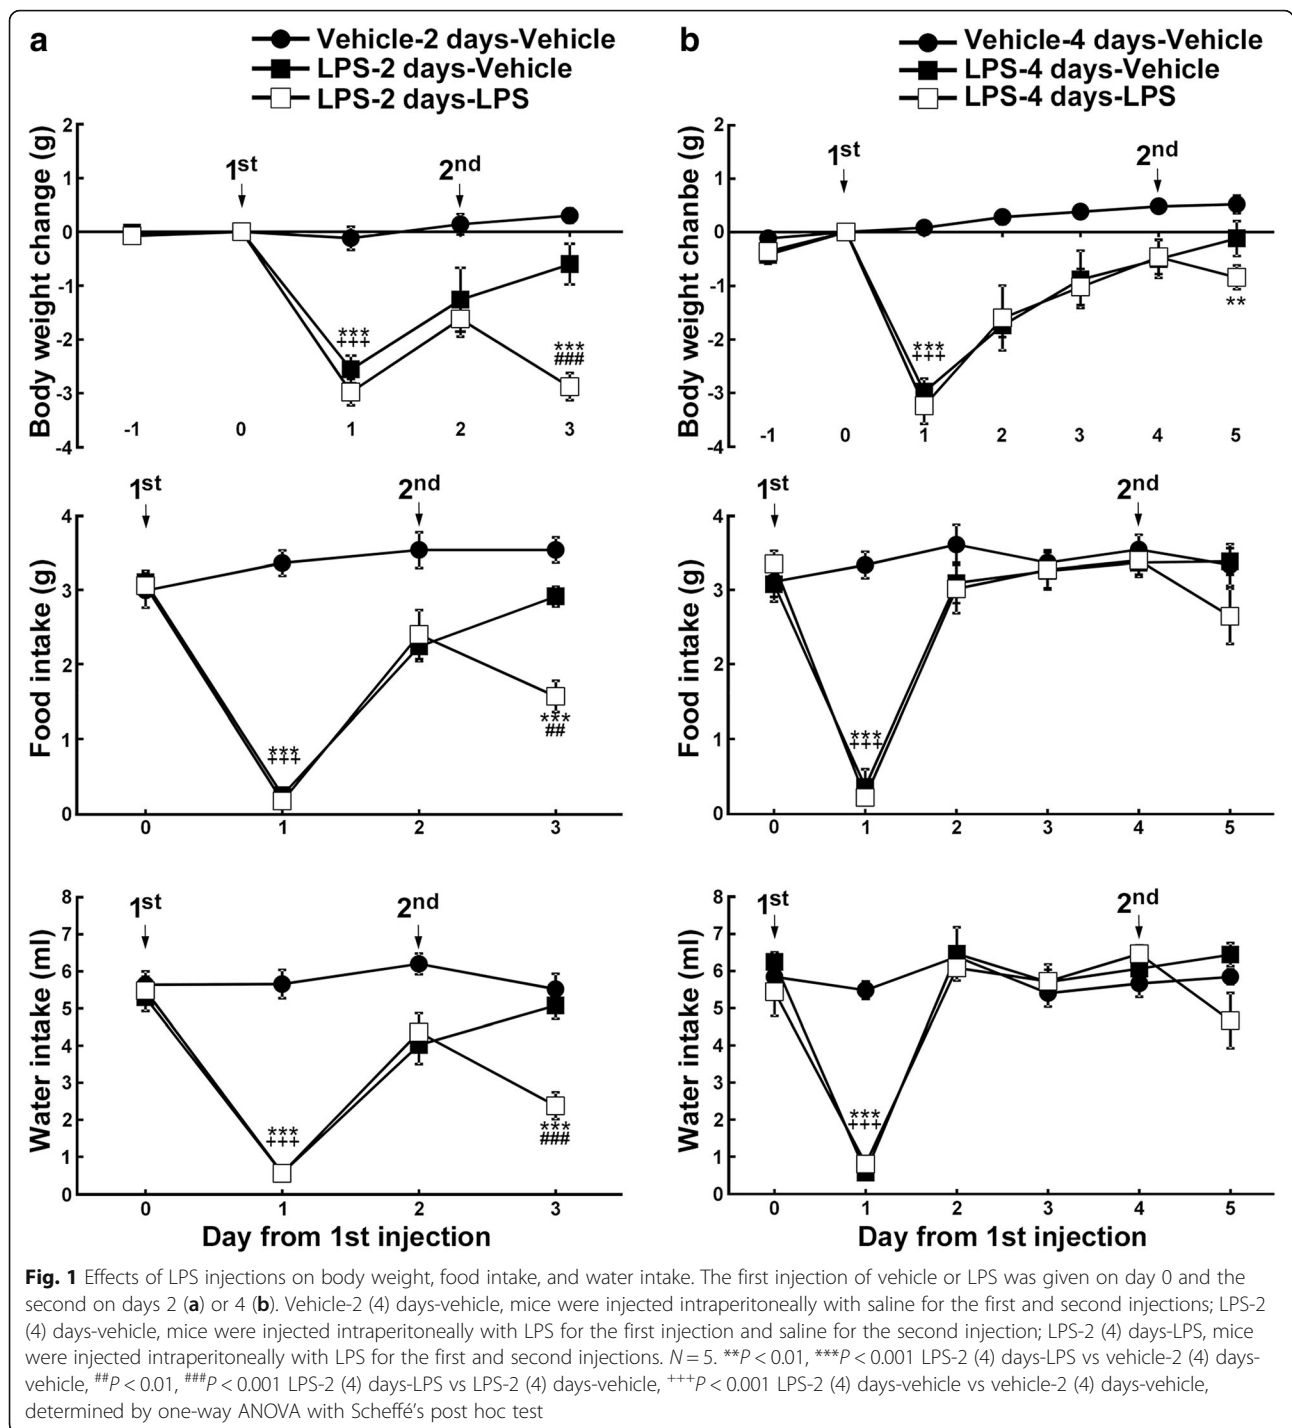 a
Vehicle-2 days-Vehicle
LPS-2 days-Vehicle
LPS-2 days-LPS
Body weight change (g)
2
1
0
-1
-2
-3
-4
1st
2nd
***
+++
***
###
-1 0 1 2 3
Food intake (g)
4
3
2
1
0
1st
2nd
***
+++
***
##
0 1 2 3
Water intake (ml)
8
7
6
5
4
3
2
1
0
1st
2nd
***
+++
***
###
0 1 2 3
Day from 1st injection
b
Vehicle-4 days-Vehicle
LPS-4 days-Vehicle
LPS-4 days-LPS
Body weight chanbe (g)
2
1
0
-1
-2
-3
-4
1st
2nd
***
+++
**
-1 0 1 2 3 4 5
Food intake (g)
4
3
2
1
0
1st
2nd
***
+++
0 1 2 3 4 5
Water intake (ml)
8
7
6
5
4
3
2
1
0
1st
2nd
***
+++
0 1 2 3 4 5
Day from 1st injection
Fig. 1 Effects of LPS injections on body weight, food intake, and water intake. The first injection of vehicle or LPS was given on day 0 and the
second on days 2 (a) or 4 (b). Vehicle-2 (4) days-vehicle, mice were injected intraperitoneally with saline for the first and second injections; LPS-2
(4) days-vehicle, mice were injected intraperitoneally with LPS for the first injection and saline for the second injection; LPS-2 (4) days-LPS, mice
were injected intraperitoneally with LPS for the first and second injections. N = 5. **P < 0.01, ***P < 0.001 LPS-2 (4) days-LPS vs vehicle-2 (4) days-
vehicle, ##P < 0.01, ###P < 0.001 LPS-2 (4) days-LPS vs LPS-2 (4) days-vehicle, +++P < 0.001 LPS-2 (4) days-vehicle vs vehicle-2 (4) days-vehicle,
determined by one-way ANOVA with Scheffé's post hoc test